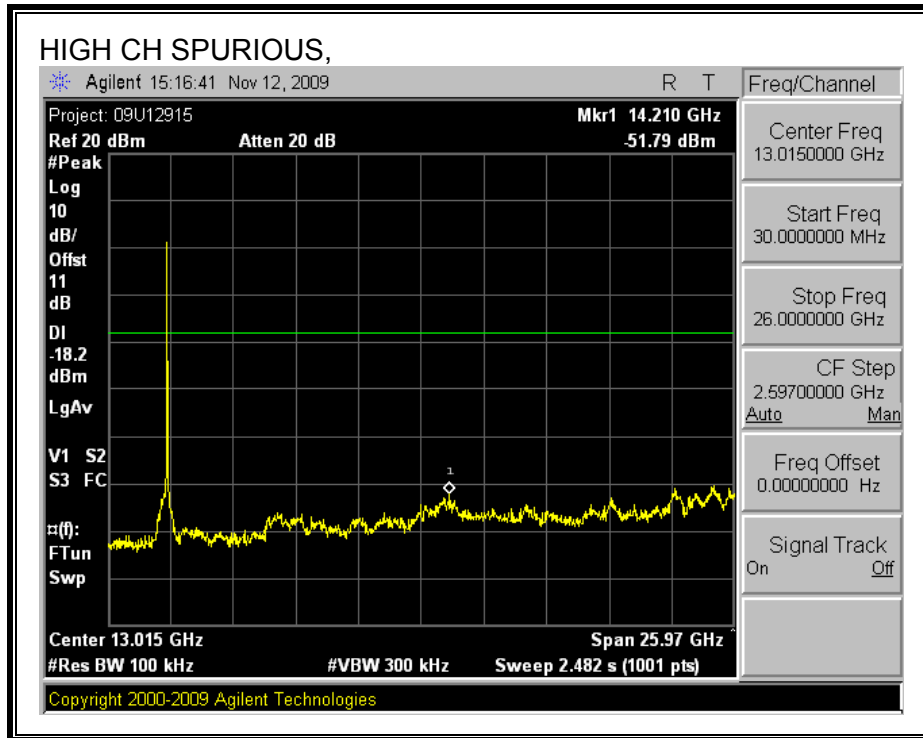 HIGH CH SPURIOUS,
Agilent 15:16:41 Nov 12, 2009 R T
Freq/Channel
Project: 09U12915 Mkr1 14.210 GHz
Ref 20 dBm Atten 20 dB -51.79 dBm
#Peak
Log
10
dB/
Offst
11
dB
DI
-18.2
dBm
LgAv
V1 S2
S3 FC
¤(f):
FTun
Swp
1
Center 13.015 GHz Span 25.97 GHz
#Res BW 100 kHz #VBW 300 kHz Sweep 2.482 s (1001 pts)
Center Freq
13.0150000 GHz
Start Freq
30.0000000 MHz
Stop Freq
26.0000000 GHz
CF Step
2.59700000 GHz
Auto Man
Freq Offset
0.00000000 Hz
Signal Track
On Off
Copyright 2000-2009 Agilent Technologies